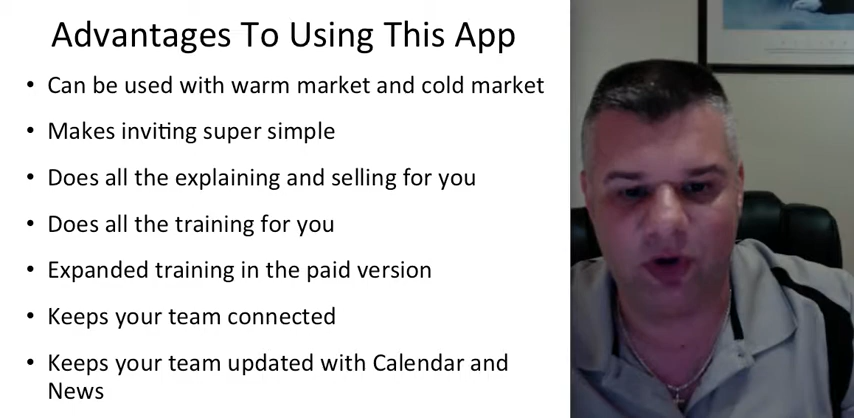 Advantages To Using This App
• Can be used with warm market and cold market
• Makes inviting super simple
• Does all the explaining and selling for you
• Does all the training for you
• Expanded training in the paid version
• Keeps your team connected
• Keeps your team updated with Calendar and
News